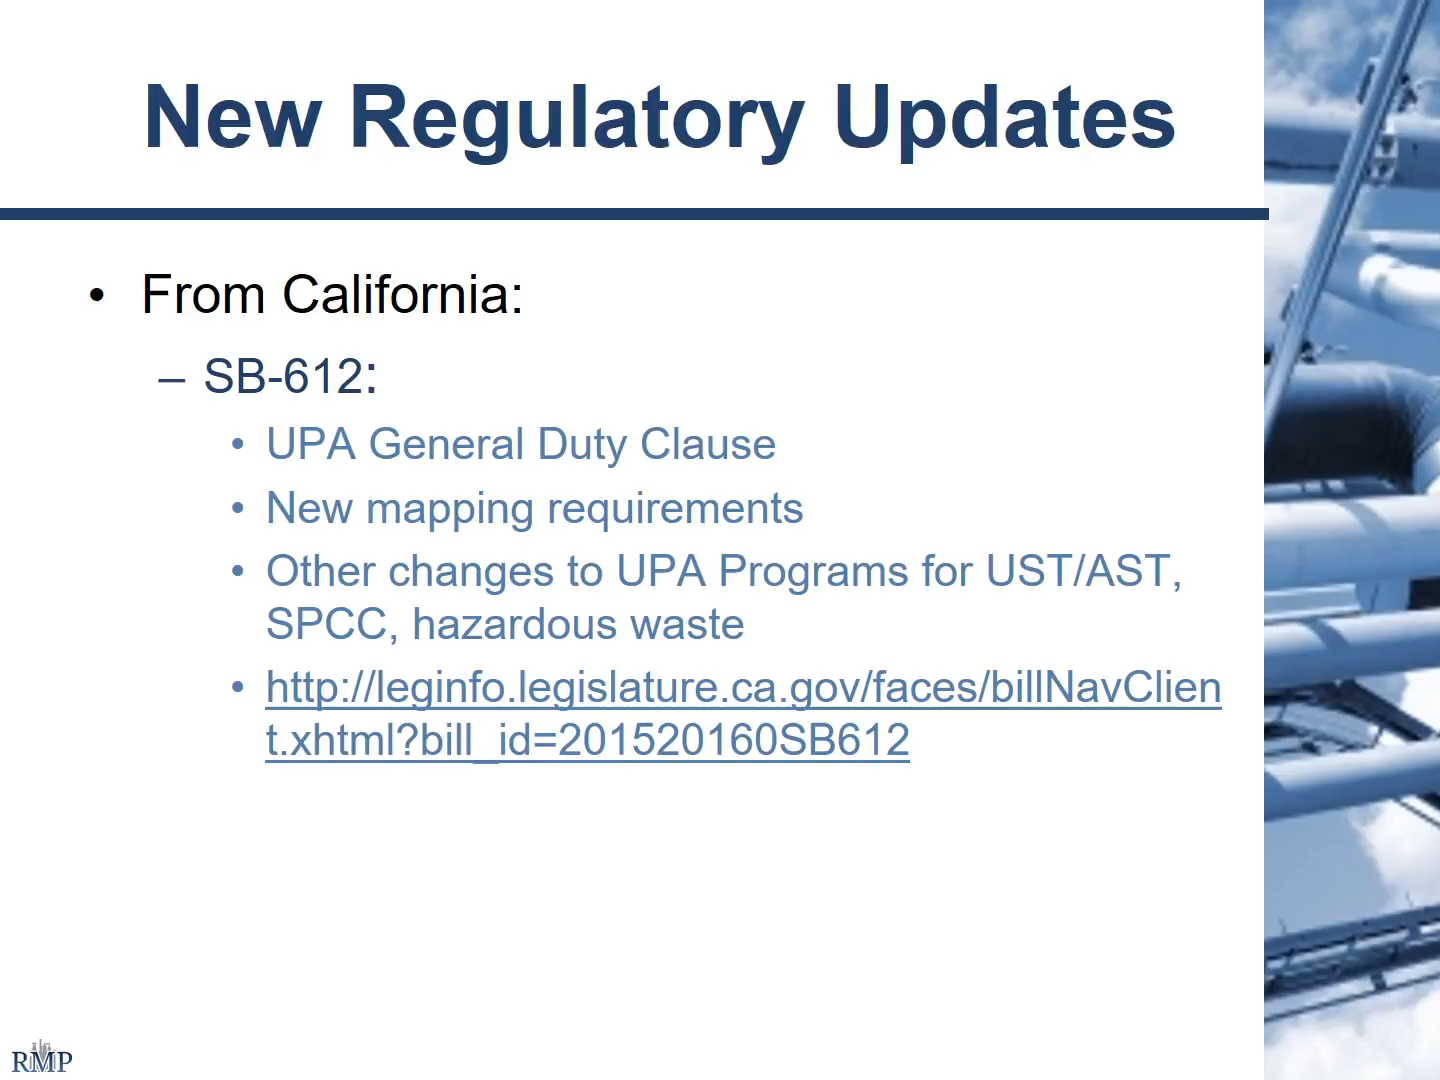 New Regulatory Updates
• From California:
– SB-612:
• UPA General Duty Clause
• New mapping requirements
• Other changes to UPA Programs for UST/AST,
SPCC, hazardous waste
• http://leginfo.legislature.ca.gov/faces/billNavClien
t.xhtml?bill_id=201520160SB612
RMP